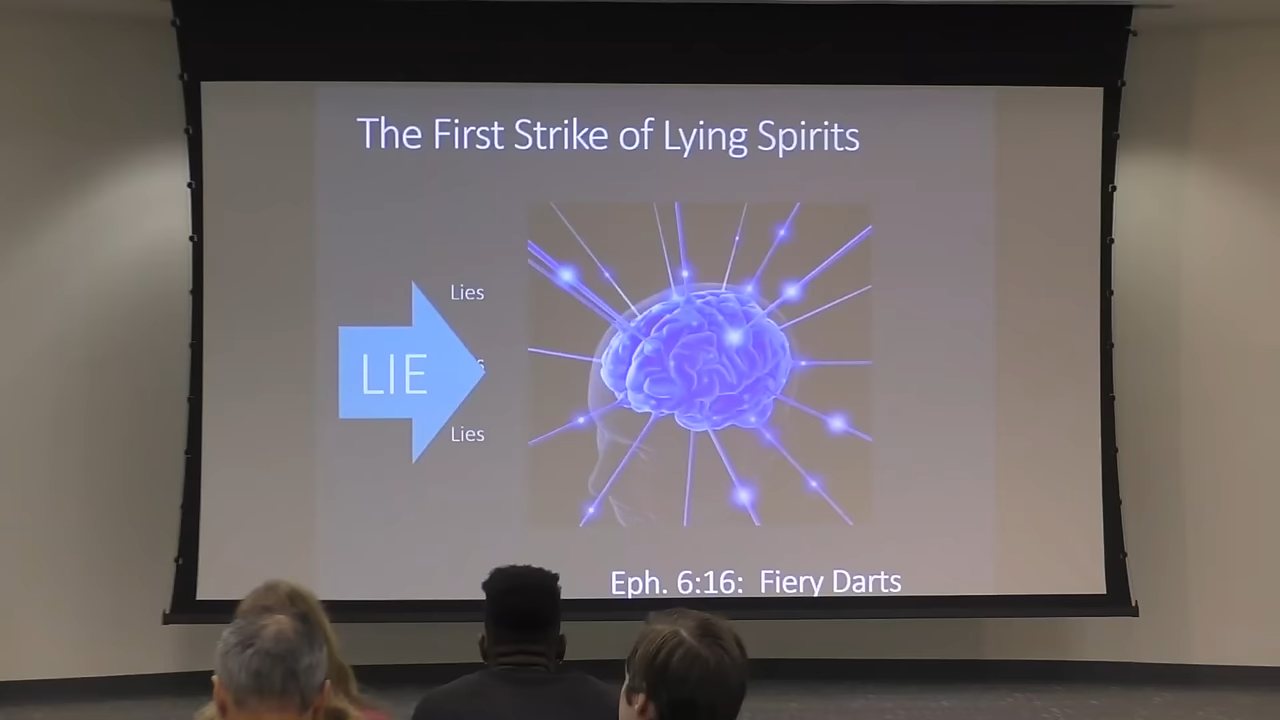 The First Strike of Lying Spirits
Lies
LIE
Lies
Eph. 6:16: Fiery Darts